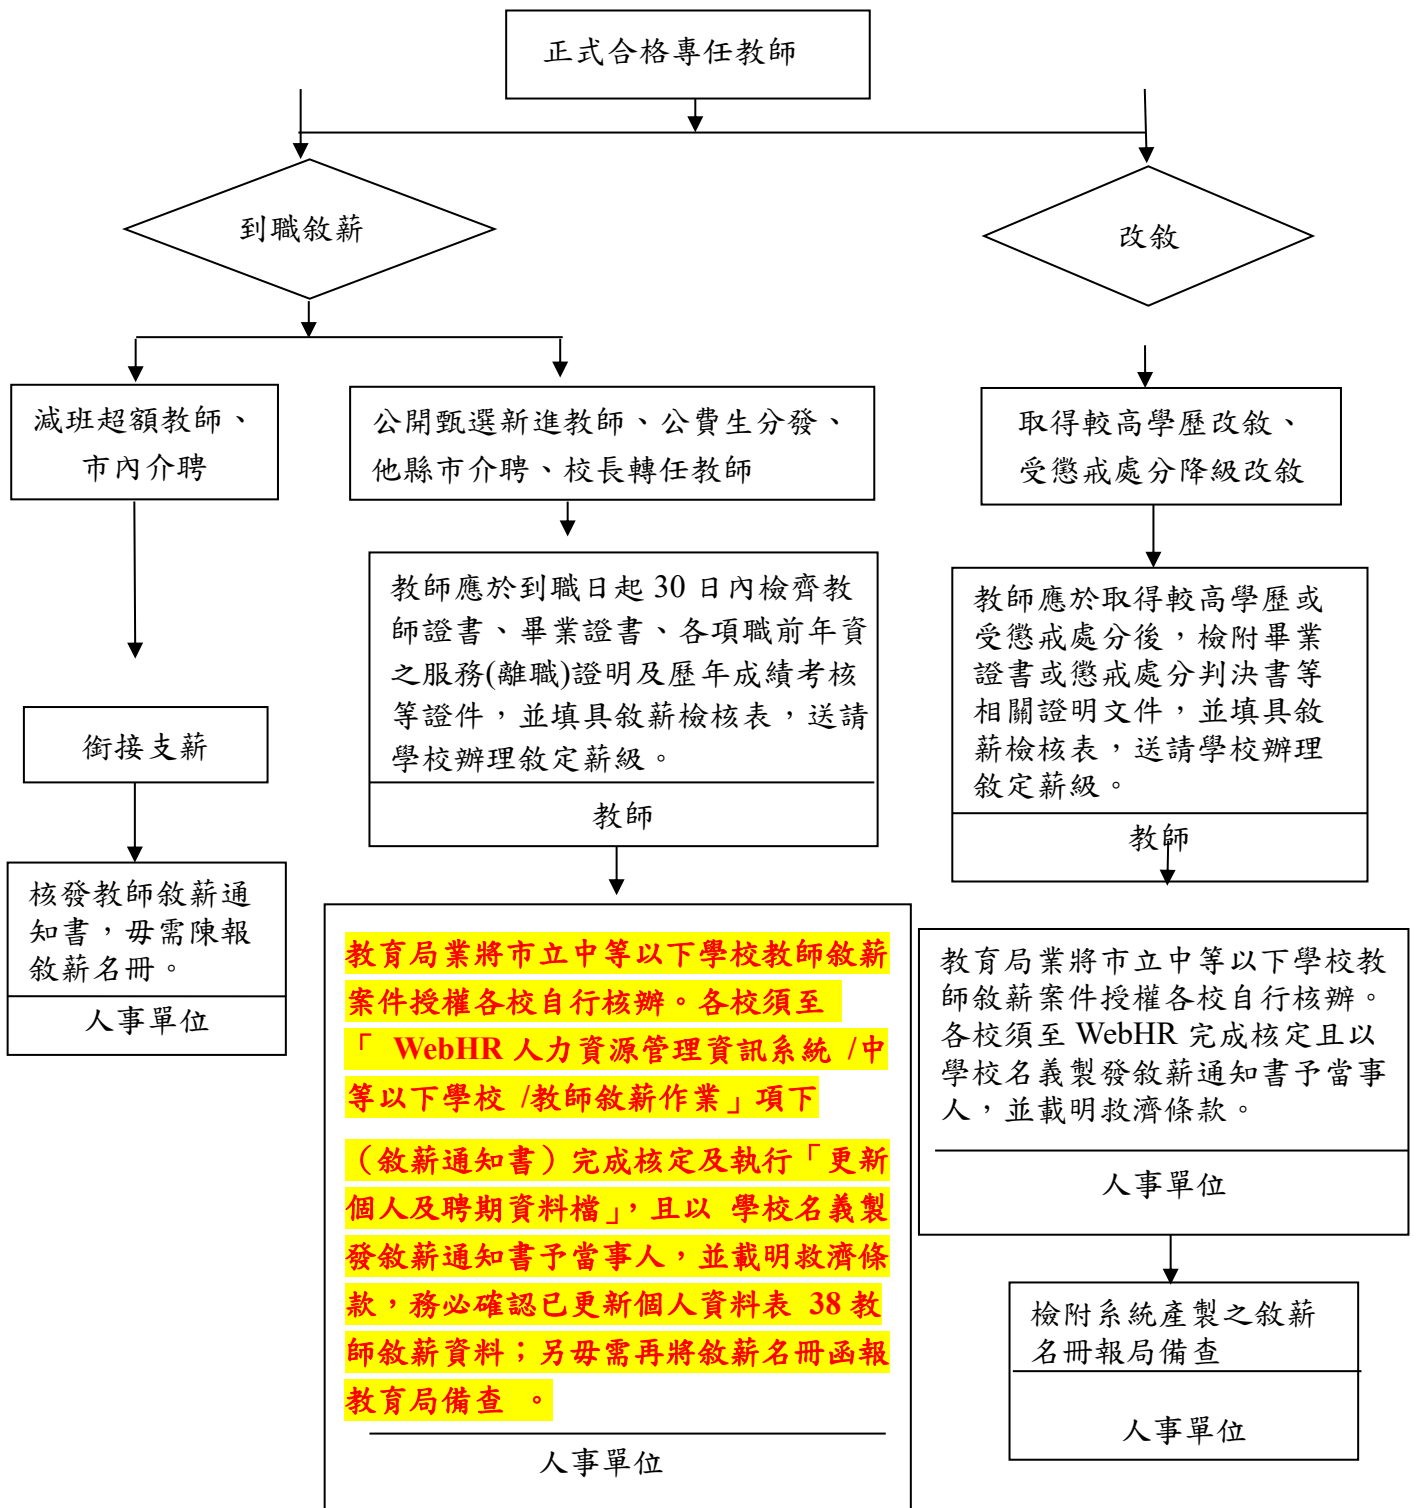 正式合格專任教師
到職敘薪
改敘
減班超額教師、
市內介聘
公開甄選新進教師、公費生分發、
他縣市介聘、校長轉任教師
取得較高學歷改敘、
受懲戒處分降級改敘
教師應於到職日起 30 日內檢齊教
師證書、畢業證書、各項職前年資
之服務(離職)證明及歷年成績考核
等證件，並填具敘薪檢核表，送請
學校辦理敘定薪級。
教師
教師應於取得較高學歷或
受懲戒處分後，檢附畢業
證書或懲戒處分判決書等
相關證明文件，並填具敘
薪檢核表，送請學校辦理
敘定薪級。
教師
銜接支薪
核發教師敘薪通
知書，毋需陳報
敘薪名冊。
人事單位
教育局業將市立中等以下學校教師敘薪
案件授權各校自行核辦。各校須至
「 WebHR 人力資源管理資訊系統 /中
等以下學校 /教師敘薪作業」項下
（敘薪通知書）完成核定及執行「更新
個人及聘期資料檔」，且以 學校名義製
發敘薪通知書予當事人，並載明救濟條
款，務必確認已更新個人資料表 38 教
師敘薪資料；另毋需再將敘薪名冊函報
教育局備查 。
人事單位
教育局業將市立中等以下學校教
師敘薪案件授權各校自行核辦。
各校須至 WebHR 完成核定且以
學校名義製發敘薪通知書予當事
人，並載明救濟條款。
人事單位
檢附系統產製之敘薪
名冊報局備查
人事單位